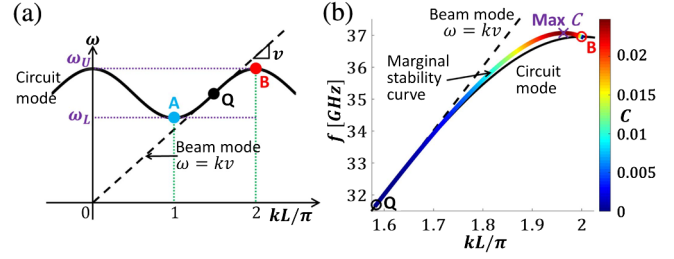 (a)
ω
ω_U
Circuit
mode
v
B
A
Q
ω_L
Beam mode
ω = kv
0
1
2
kL/π
(b)
Beam mode
ω = kv
Max C
B
Marginal
stability
curve
Circuit
mode
f [GHz]
37
36
35
34
33
32
Q
1.6
1.7
1.8
1.9
2
kL/π
C
0.02
0.015
0.01
0.005
0